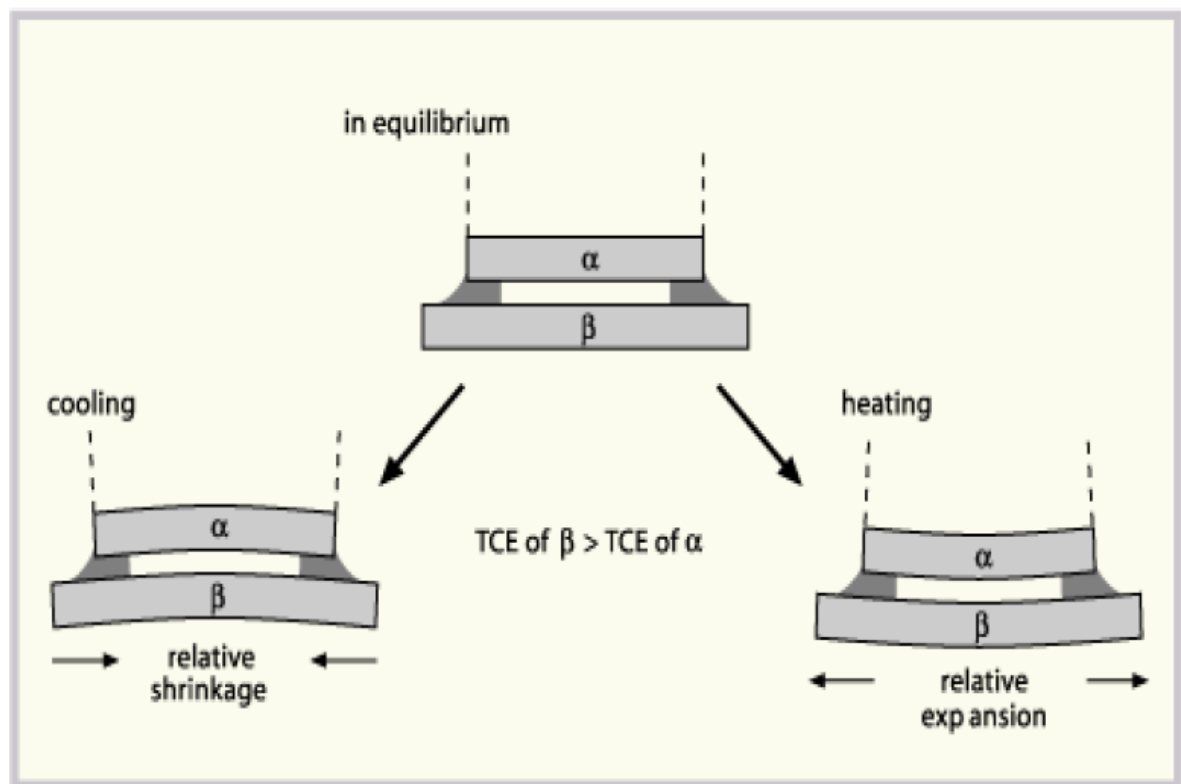 in equilibrium
α
β
cooling
heating
α
TCE of β > TCE of α
α
β
β
relative
shrinkage
relative
exp ansion